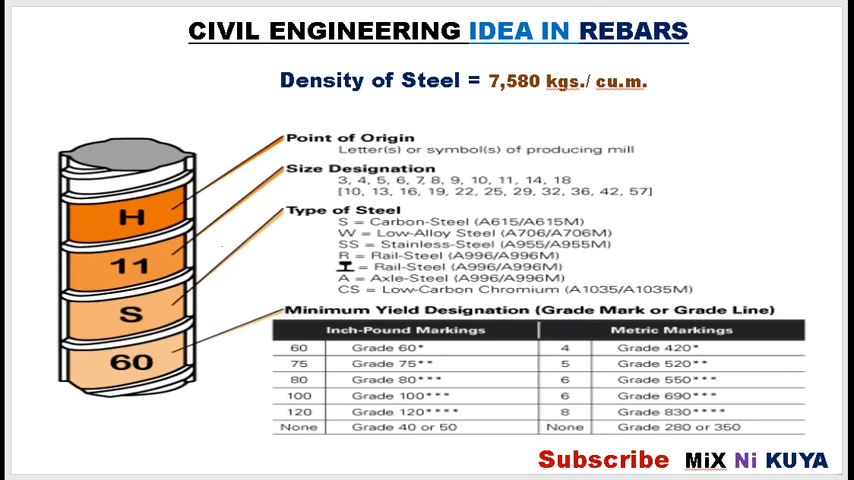 CIVIL ENGINEERING IDEA IN REBARS
Density of Steel = 7,580 kgs./ cu.m.
Point of Origin
Letter(s) or symbol(s) of producing mill
Size Designation
3, 4, 5, 6, 7, 8, 9, 10, 11, 14, 18
[10, 13, 16, 19, 22, 25, 29, 32, 36, 42, 57]
Type of Steel
S = Carbon-Steel (A615/A615M)
W = Low-Alloy Steel (A706/A706M)
SS = Stainless-Steel (A955/A955M)
R = Rail-Steel (A996/A996M)
= Rail-Steel (A996/A996M)
A = Axle-Steel (A996/A996M)
CS = Low-Carbon Chromium (A1035/A1035M)
Minimum Yield Designation (Grade Mark or Grade Line)
H
11
S
60
Inch-Pound Markings Metric Markings
60 Grade 60* 4 Grade 420*
75 Grade 75** 5 Grade 520**
80 Grade 80*** 6 Grade 550***
100 Grade 100*** 6 Grade 690***
120 Grade 120**** 8 Grade 830****
None Grade 40 or 50 None Grade 280 or 350
Subscribe MiX Ni KUYA